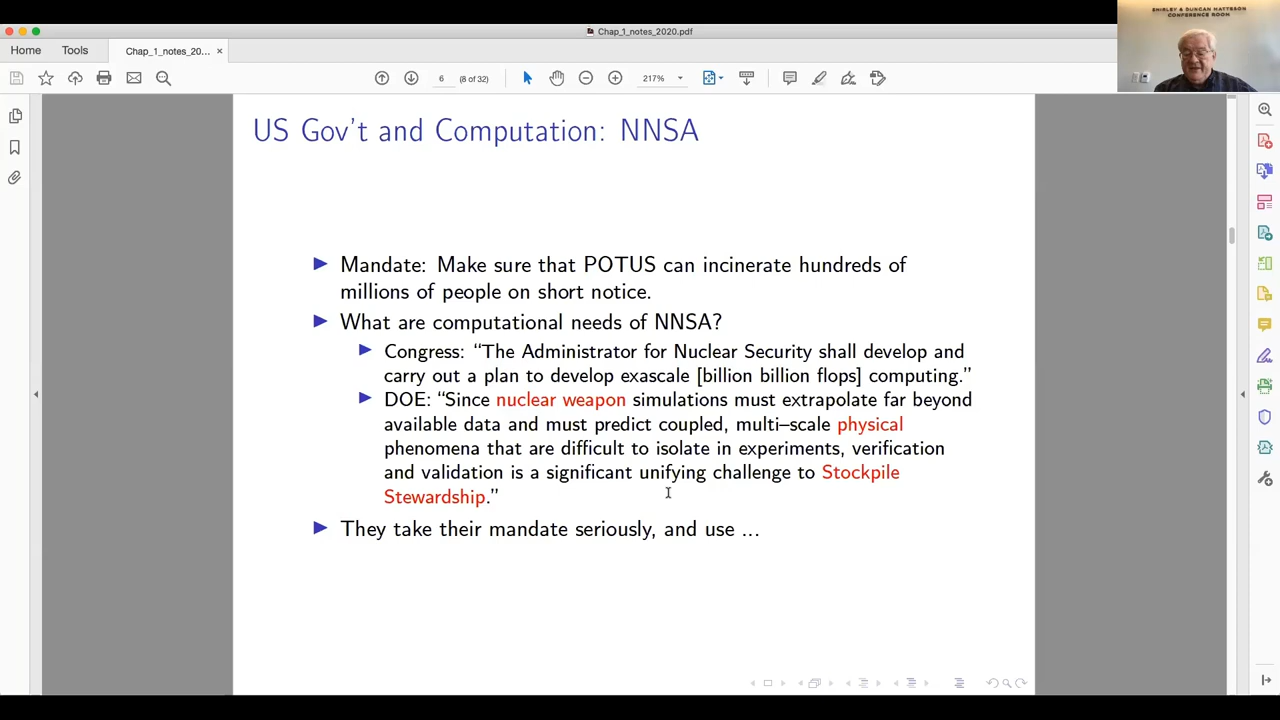 Chap_1_notes_2020.pdf
SHIRLEY & DUNCAN MATTESON
CONFERENCE ROOM
Home Tools Chap_1_notes_20... ×
6 (8 of 32) 217%
US Gov't and Computation: NNSA
Mandate: Make sure that POTUS can incinerate hundreds of
millions of people on short notice.
What are computational needs of NNSA?
Congress: “The Administrator for Nuclear Security shall develop and
carry out a plan to develop exascale [billion billion flops] computing.”
DOE: “Since nuclear weapon simulations must extrapolate far beyond
available data and must predict coupled, multi–scale physical
phenomena that are difficult to isolate in experiments, verification
and validation is a significant unifying challenge to Stockpile
Stewardship.”
They take their mandate seriously, and use ...